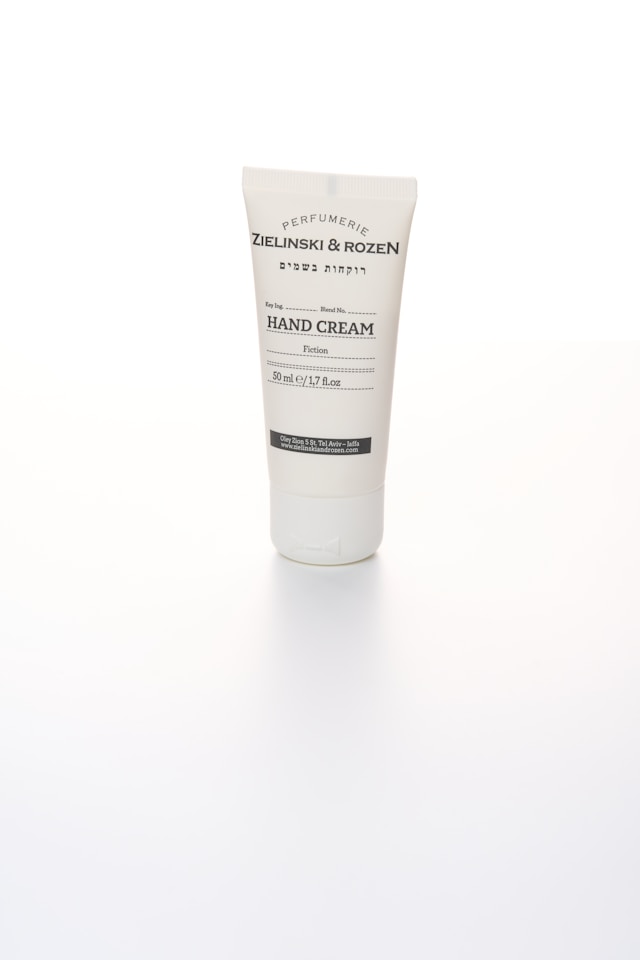 PERFUMERIE
ZIELINSKI & ROZEN
רוקחות בשמים
Key Ing. Blend No.
HAND CREAM
Fiction
50 ml ℮/1,7 fl.oz
Oley Zion 5 St, Tel Aviv – Jaffa
www.zielinskiandrozen.com